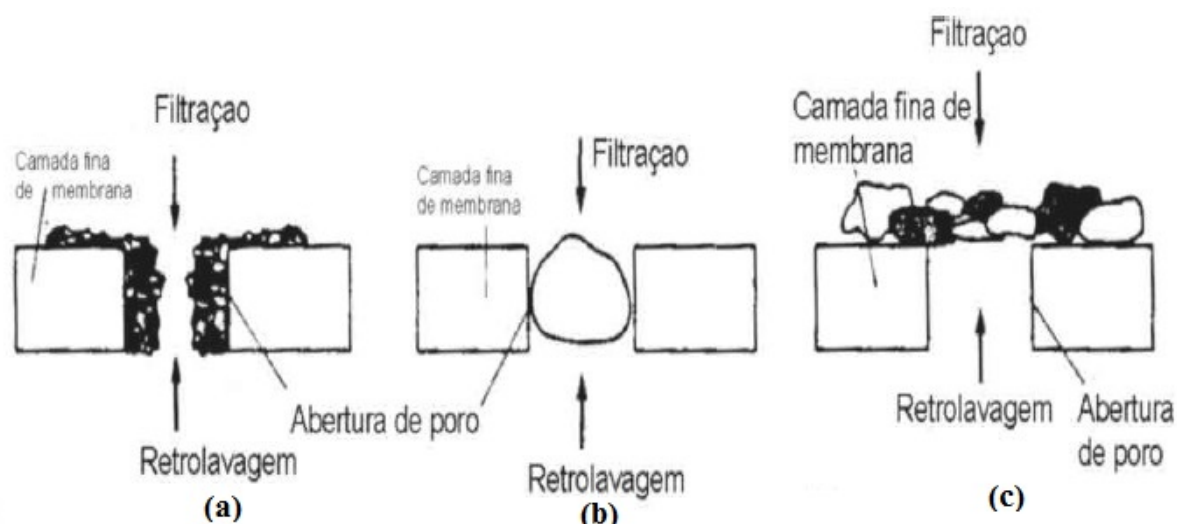 Filtraçao
Camada fina
de membrana
Abertura de poro
Retrolavagem
(a)
Filtraçao
Camada fina
de membrana
Retrolavagem
(b)
Filtraçao
Camada fina de
membrana
Retrolavagem
Abertura
de poro
(c)